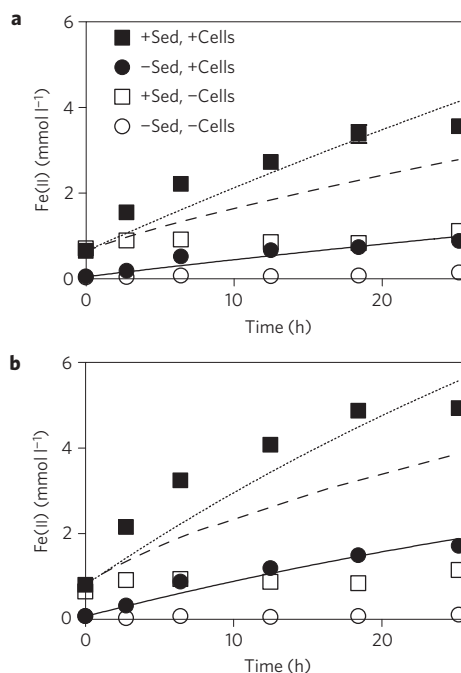 a
6
4
2
0
Fe(II) (mmol l⁻¹)
+Sed, +Cells
−Sed, +Cells
+Sed, −Cells
−Sed, −Cells
0
10
20
Time (h)
b
6
4
2
0
Fe(II) (mmol l⁻¹)
0
10
20
Time (h)